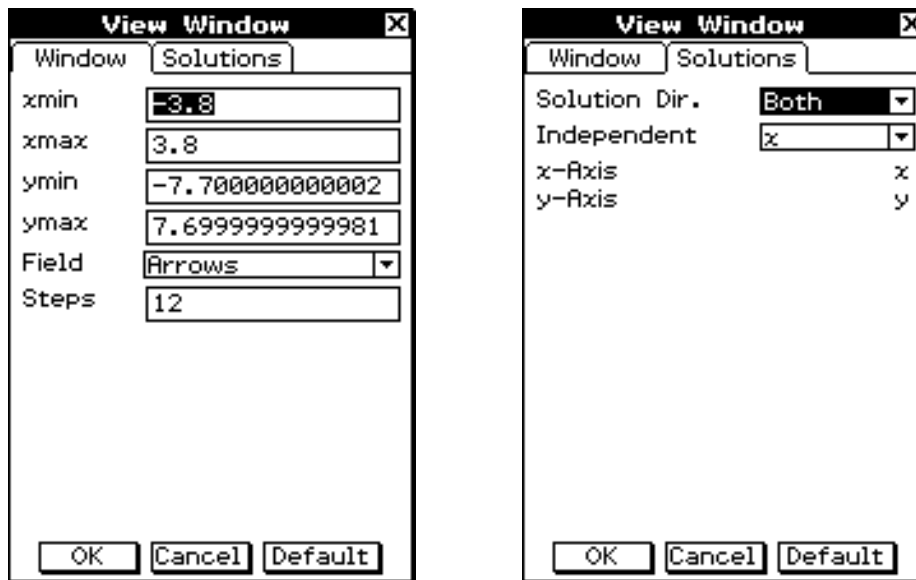 View Window X
Window Solutions
xmin -3.8
xmax 3.8
ymin -7.700000000002
ymax 7.6999999999981
Field Arrows
Steps 12
OK Cancel Default
View Window X
Window Solutions
Solution Dir. Both
Independent x
x-Axis x
y-Axis y
OK Cancel Default